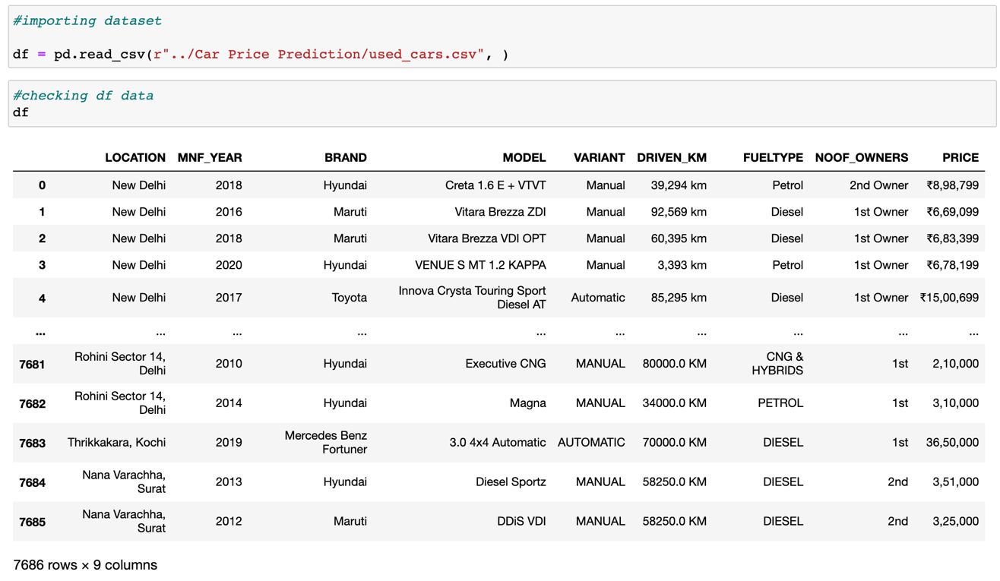 #importing dataset
df = pd.read_csv(r"../Car Price Prediction/used_cars.csv", )
#checking df data
df
LOCATION MNF_YEAR BRAND MODEL VARIANT DRIVEN_KM FUELTYPE NOOF_OWNERS PRICE
0 New Delhi 2018 Hyundai Creta 1.6 E + VTVT Manual 39,294 km Petrol 2nd Owner ₹8,98,799
1 New Delhi 2016 Maruti Vitara Brezza ZDI Manual 92,569 km Diesel 1st Owner ₹6,69,099
2 New Delhi 2018 Maruti Vitara Brezza VDI OPT Manual 60,395 km Diesel 1st Owner ₹6,83,399
3 New Delhi 2020 Hyundai VENUE S MT 1.2 KAPPA Manual 3,393 km Petrol 1st Owner ₹6,78,199
4 New Delhi 2017 Toyota Innova Crysta Touring Sport
Diesel AT Automatic 85,295 km Diesel 1st Owner ₹15,00,699
... ... ... ... ... ... ... ... ... ...
7681 Rohini Sector 14,
Delhi 2010 Hyundai Executive CNG MANUAL 80000.0 KM CNG &
HYBRIDS 1st 2,10,000
7682 Rohini Sector 14,
Delhi 2014 Hyundai Magna MANUAL 34000.0 KM PETROL 1st 3,10,000
7683 Thrikkakara, Kochi 2019 Mercedes Benz
Fortuner 3.0 4x4 Automatic AUTOMATIC 70000.0 KM DIESEL 1st 36,50,000
7684 Nana Varachha,
Surat 2013 Hyundai Diesel Sportz MANUAL 58250.0 KM DIESEL 2nd 3,51,000
7685 Nana Varachha,
Surat 2012 Maruti DDiS VDI MANUAL 58250.0 KM DIESEL 2nd 3,25,000
7686 rows × 9 columns